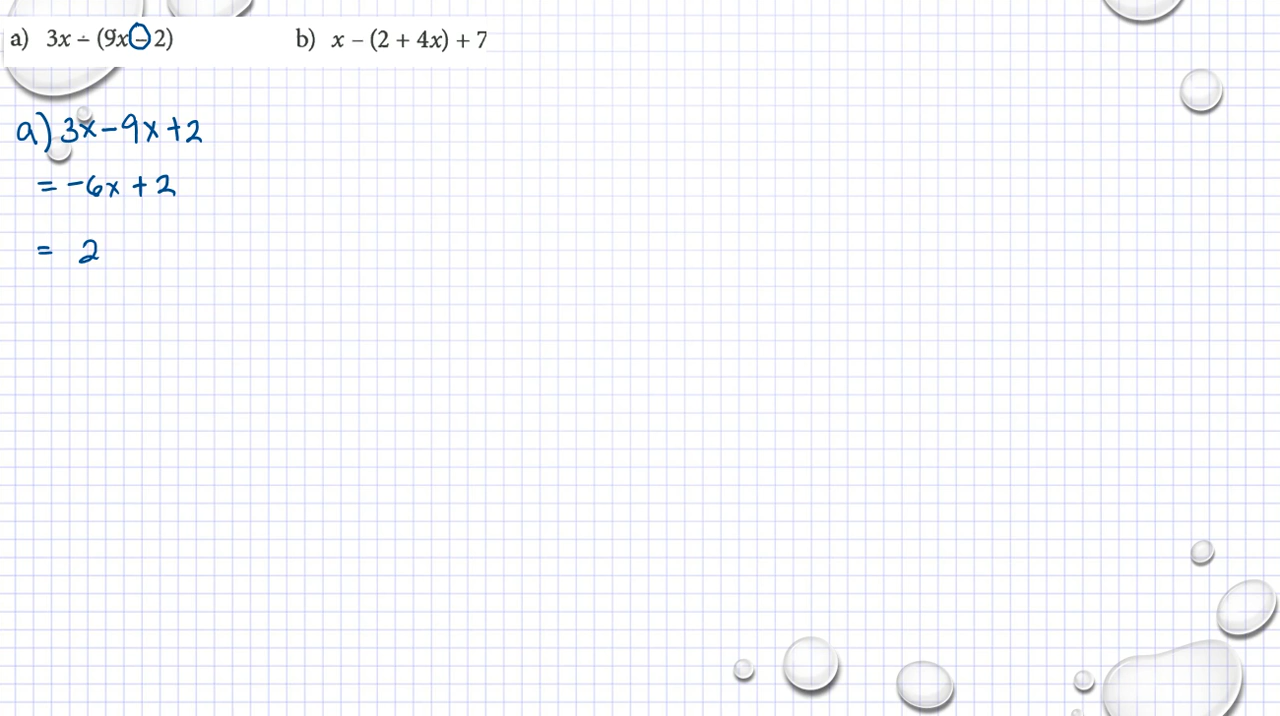 a) 3x − (9x − 2) b) x − (2 + 4x) + 7
a) 3x − 9x + 2
= −6x + 2
= 2